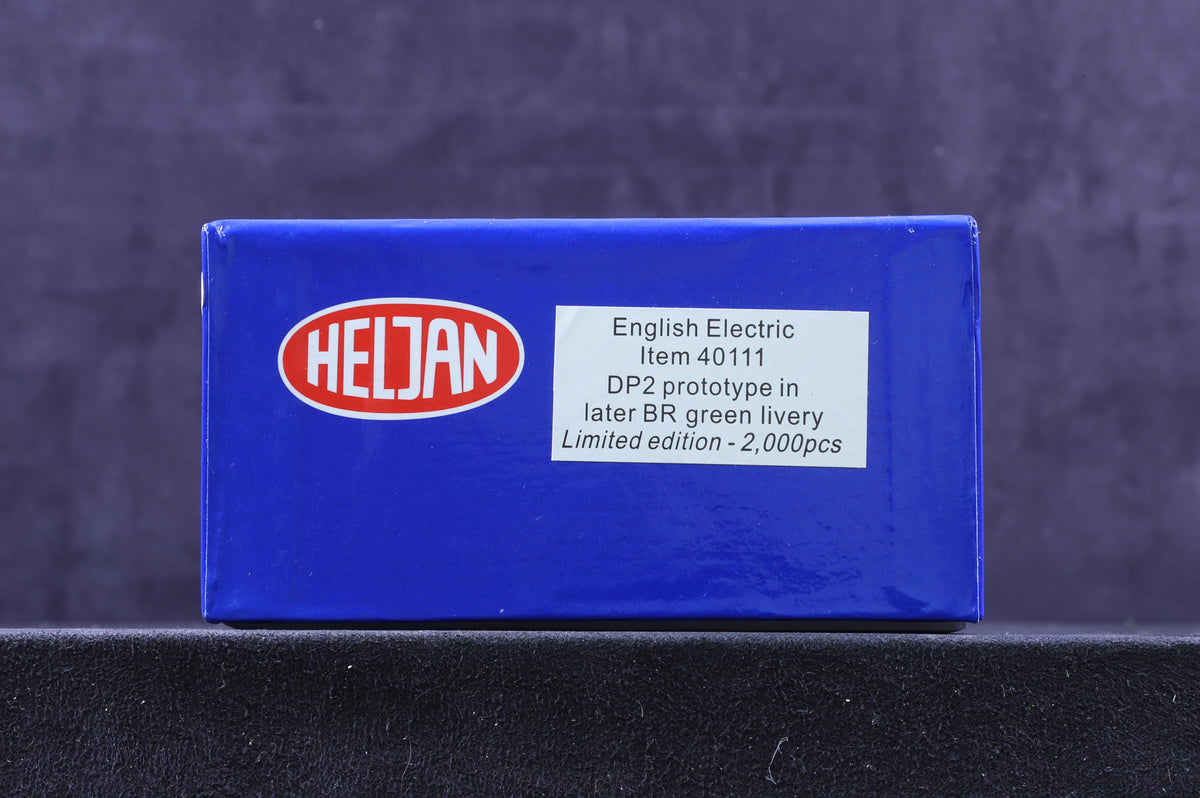 HELJAN
English Electric
Item 40111
DP2 prototype in
later BR green livery
Limited edition - 2,000pcs